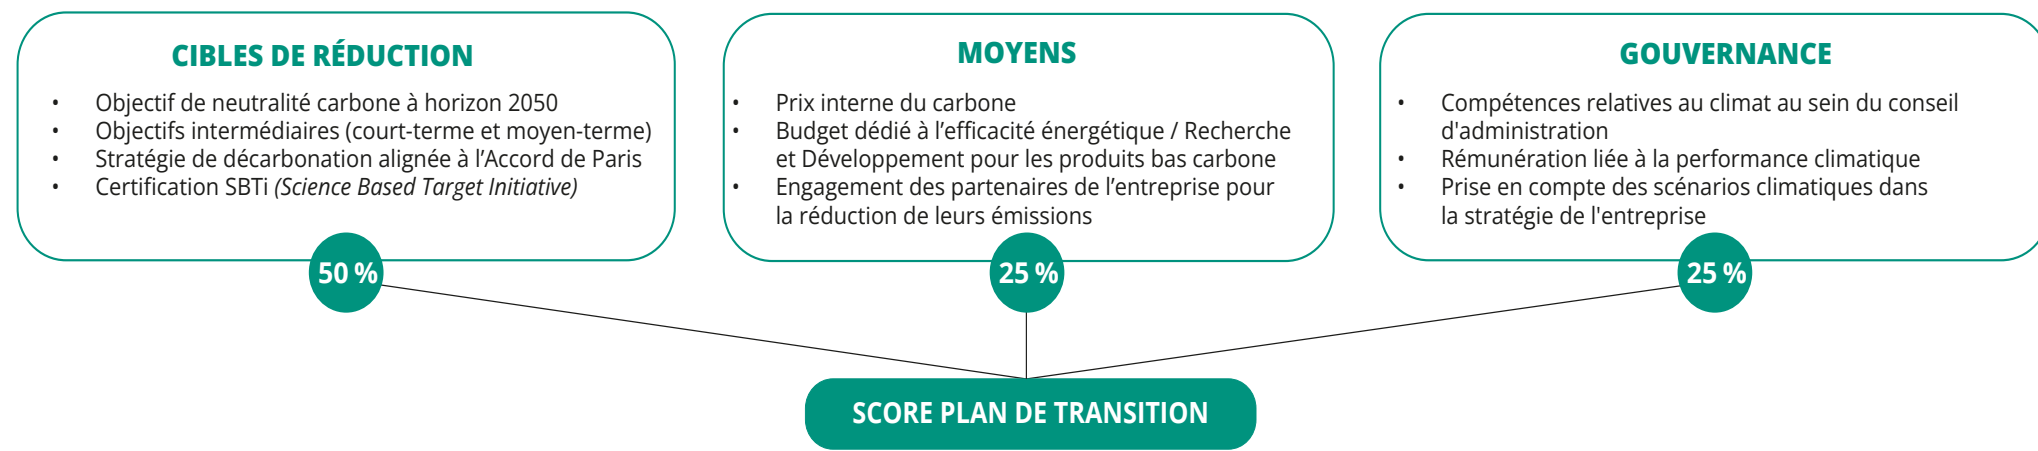 CIBLES DE RÉDUCTION
• Objectif de neutralité carbone à horizon 2050
• Objectifs intermédiaires (court-terme et moyen-terme)
• Stratégie de décarbonation alignée à l’Accord de Paris
• Certification SBTi (Science Based Target Initiative)
50 %
MOYENS
• Prix interne du carbone
• Budget dédié à l’efficacité énergétique / Recherche
et Développement pour les produits bas carbone
• Engagement des partenaires de l’entreprise pour
la réduction de leurs émissions
25 %
GOUVERNANCE
• Compétences relatives au climat au sein du conseil
d'administration
• Rémunération liée à la performance climatique
• Prise en compte des scénarios climatiques dans
la stratégie de l'entreprise
25 %
SCORE PLAN DE TRANSITION